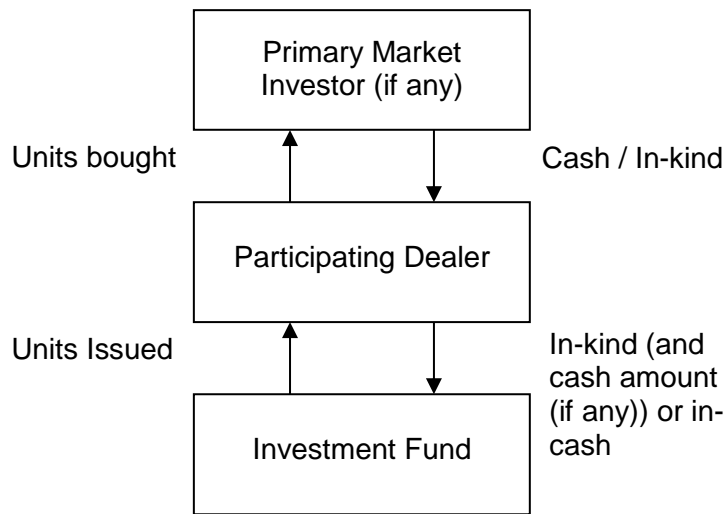 Primary Market
Investor (if any)
Units bought
Cash / In-kind
Participating Dealer
Units Issued
In-kind (and
cash amount
(if any)) or in-
cash
Investment Fund